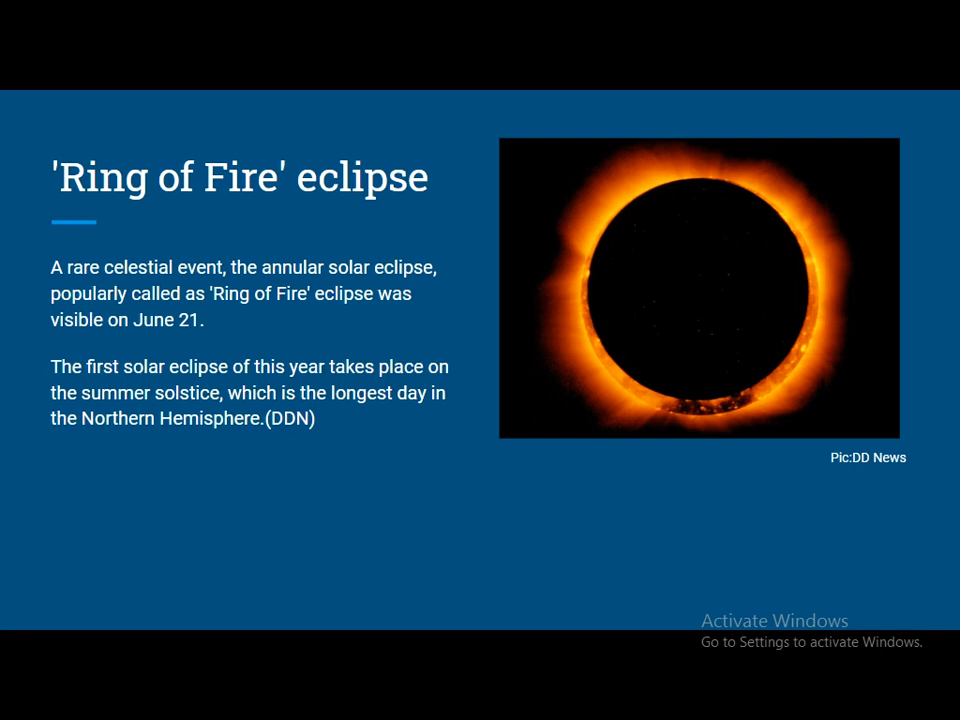 'Ring of Fire' eclipse
A rare celestial event, the annular solar eclipse,
popularly called as 'Ring of Fire' eclipse was
visible on June 21.
The first solar eclipse of this year takes place on
the summer solstice, which is the longest day in
the Northern Hemisphere.(DDN)
Pic:DD News
Activate Windows
Go to Settings to activate Windows.